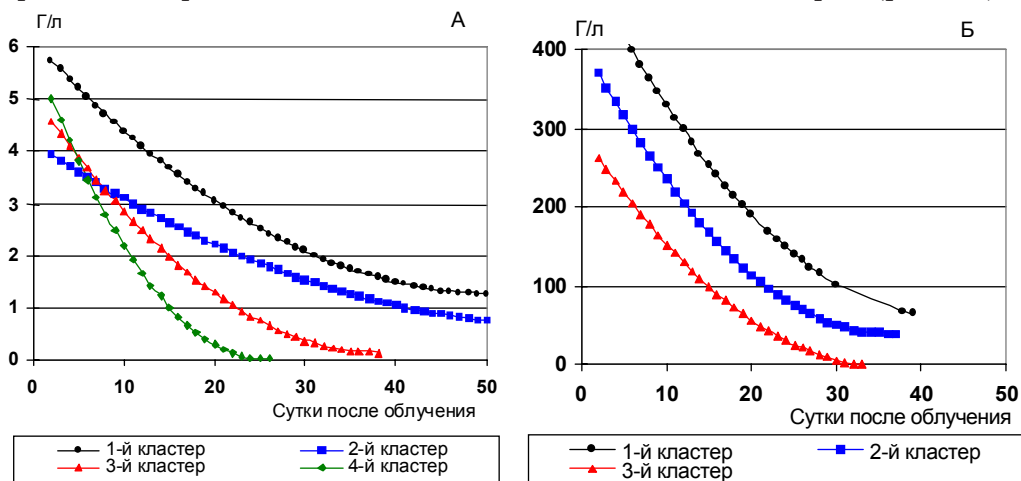 Г/л
А
6
5
4
3
2
1
0
0 10 20 30 40 50
Сутки после облучения
1-й кластер 2-й кластер
3-й кластер 4-й кластер
Г/л
Б
400
300
200
100
0
0 10 20 30 40 50
Сутки после облучения
1-й кластер 2-й кластер
3-й кластер